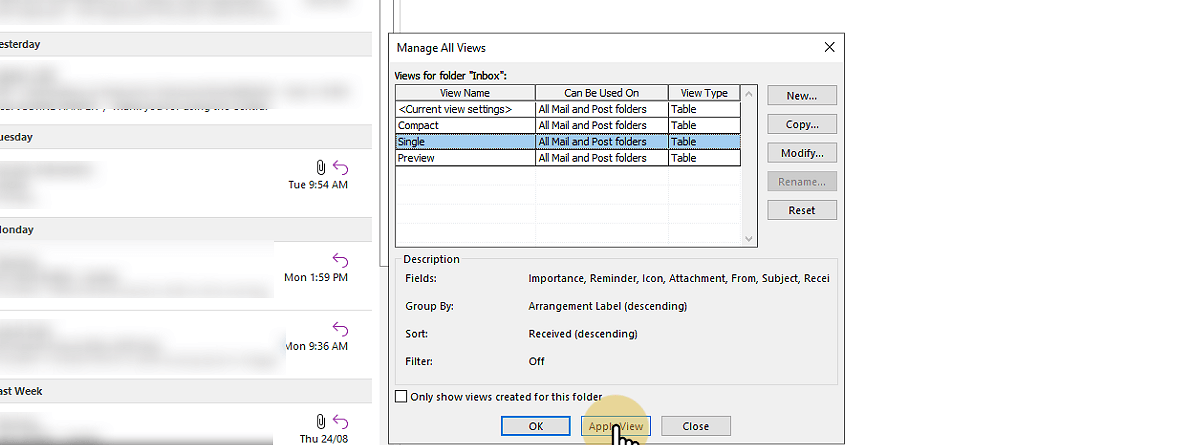 esterday
uesday
Tue 9:54 AM
Monday
Mon 1:59 PM
Mon 9:36 AM
ast Week
Thu 24/08
Manage All Views
Views for folder "Inbox":
View Name Can Be Used On View Type
<Current view settings> All Mail and Post folders Table
Compact All Mail and Post folders Table
Single All Mail and Post folders Table
Preview All Mail and Post folders Table
New...
Copy...
Modify...
Rename...
Reset
Description
Fields: Importance, Reminder, Icon, Attachment, From, Subject, Recei
Group By: Arrangement Label (descending)
Sort: Received (descending)
Filter: Off
Only show views created for this folder
OK Apply View Close